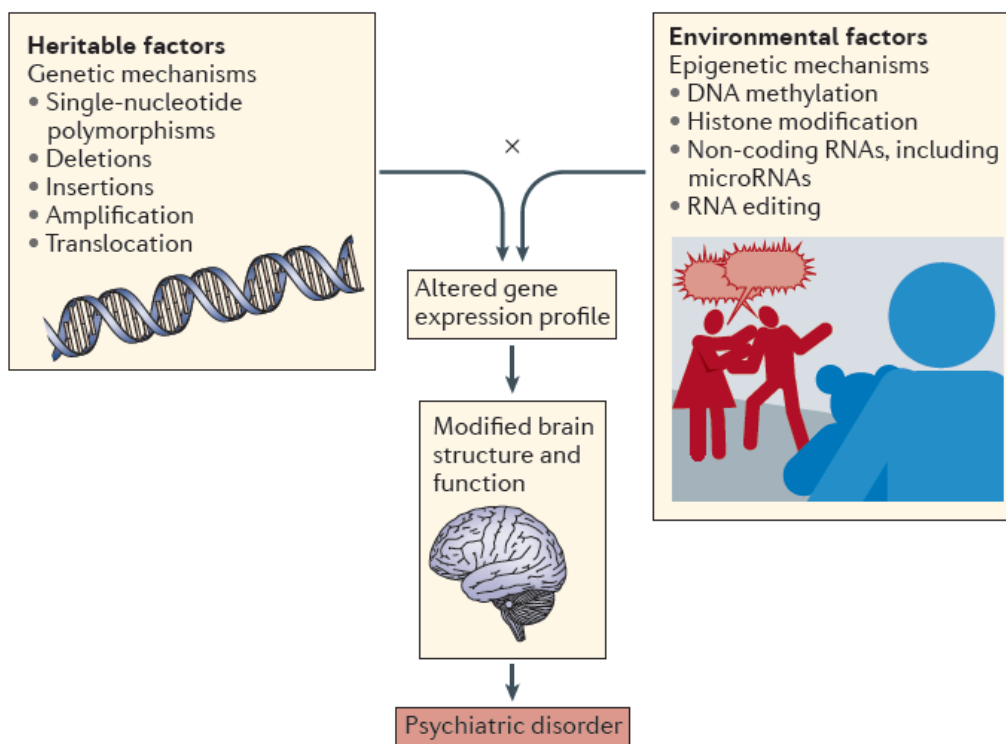 Heritable factors
Genetic mechanisms
• Single-nucleotide
polymorphisms
• Deletions
• Insertions
• Amplification
• Translocation
Environmental factors
Epigenetic mechanisms
• DNA methylation
• Histone modification
• Non-coding RNAs, including
microRNAs
• RNA editing
×
Altered gene
expression profile
Modified brain
structure and
function
Psychiatric disorder